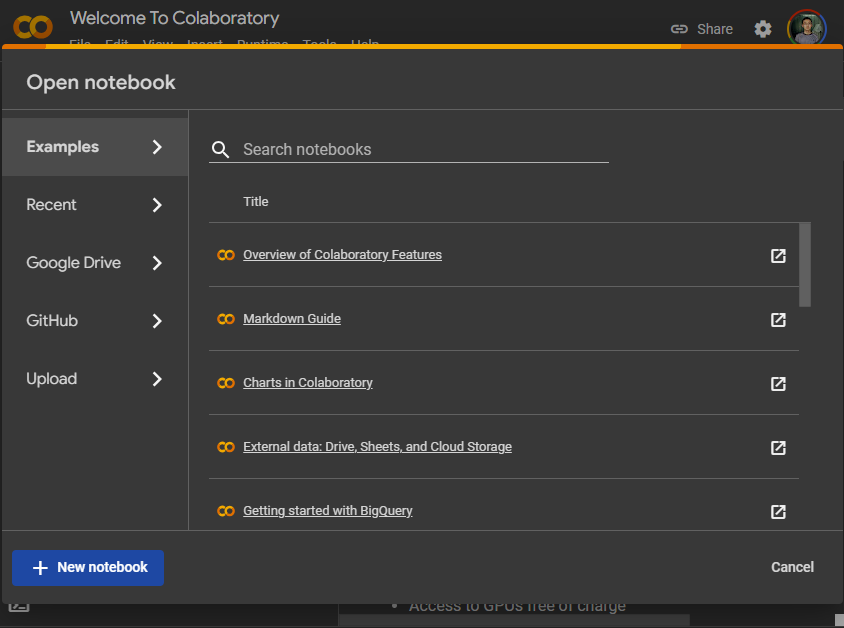 Welcome To Colaboratory
File Edit View Insert Runtime Tools Help
Share
Open notebook
Examples
Recent
Google Drive
GitHub
Upload
Search notebooks
Title
Overview of Colaboratory Features
Markdown Guide
Charts in Colaboratory
External data: Drive, Sheets, and Cloud Storage
Getting started with BigQuery
New notebook
Cancel
Access to GPUs free of charge